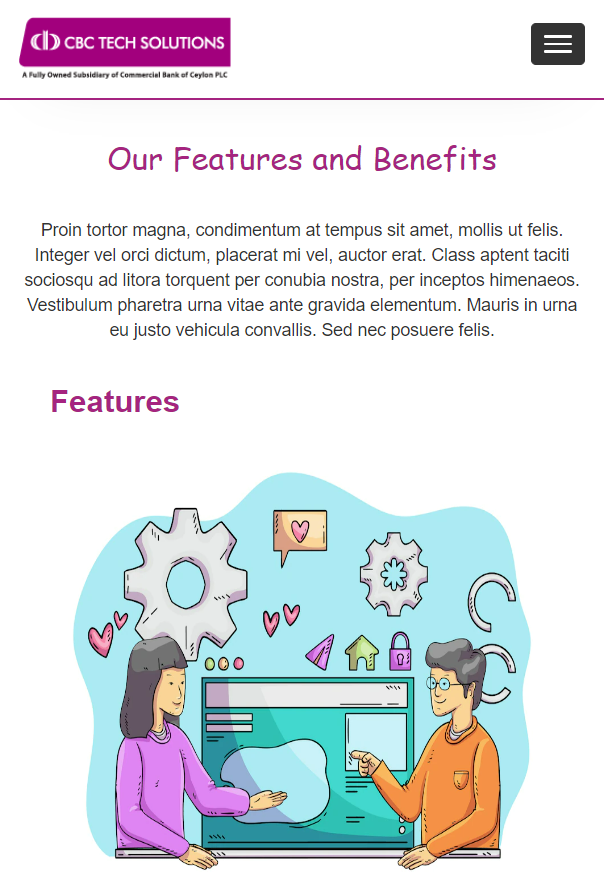 CBC TECH SOLUTIONS
A Fully Owned Subsidiary of Commercial Bank of Ceylon PLC
Our Features and Benefits
Proin tortor magna, condimentum at tempus sit amet, mollis ut felis.
Integer vel orci dictum, placerat mi vel, auctor erat. Class aptent taciti
sociosqu ad litora torquent per conubia nostra, per inceptos himenaeos.
Vestibulum pharetra urna vitae ante gravida elementum. Mauris in urna
eu justo vehicula convallis. Sed nec posuere felis.
Features